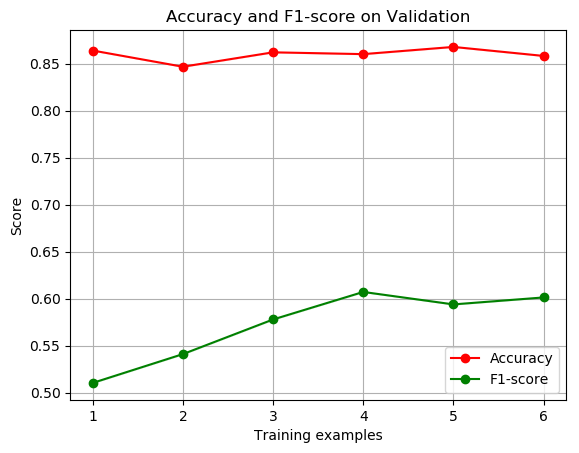 Accuracy and F1-score on Validation
Score
0.85
0.80
0.75
0.70
0.65
0.60
0.55
0.50
Accuracy
F1-score
1 2 3 4 5 6
Training examples